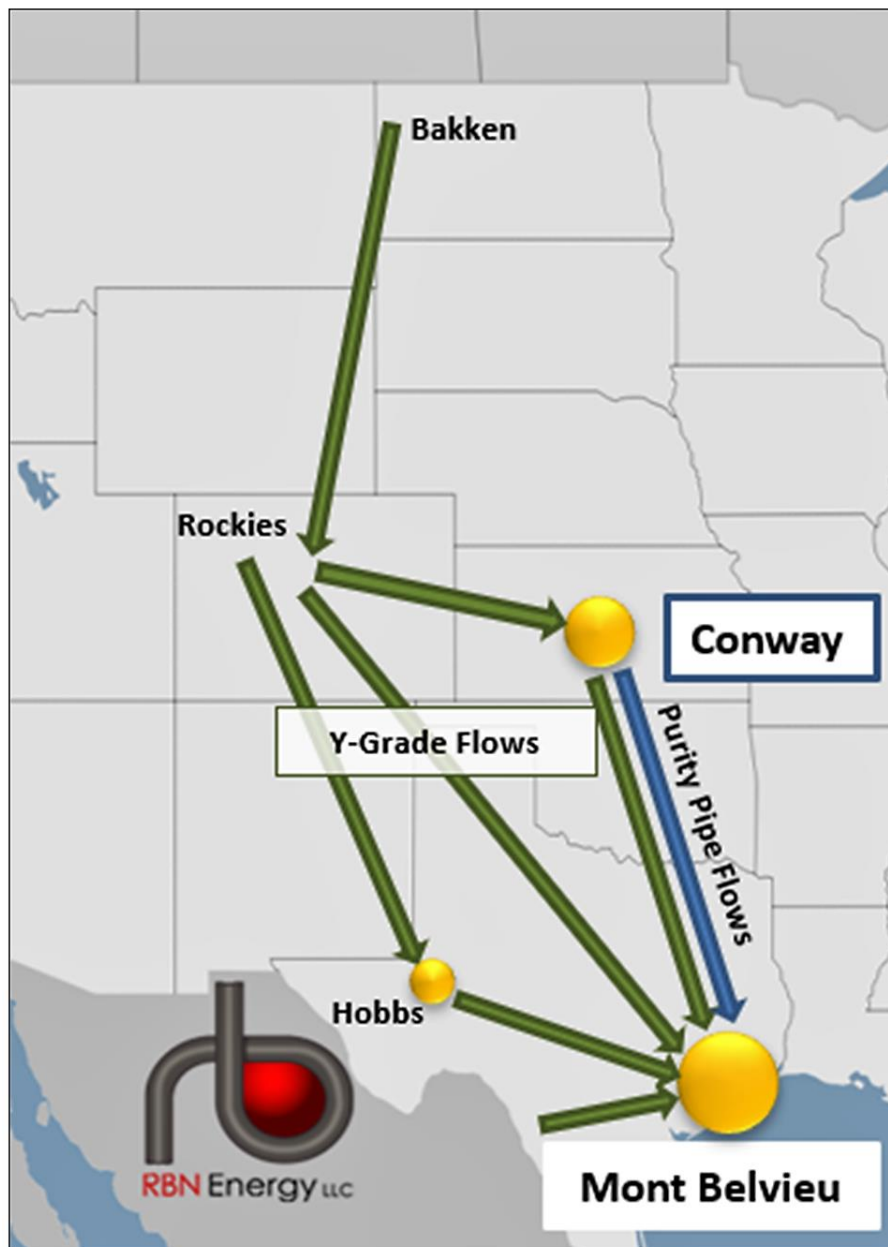 Bakken
Rockies
Conway
Y-Grade Flows
Purity Pipe Flows
Hobbs
RBN Energy LLC
Mont Belvieu